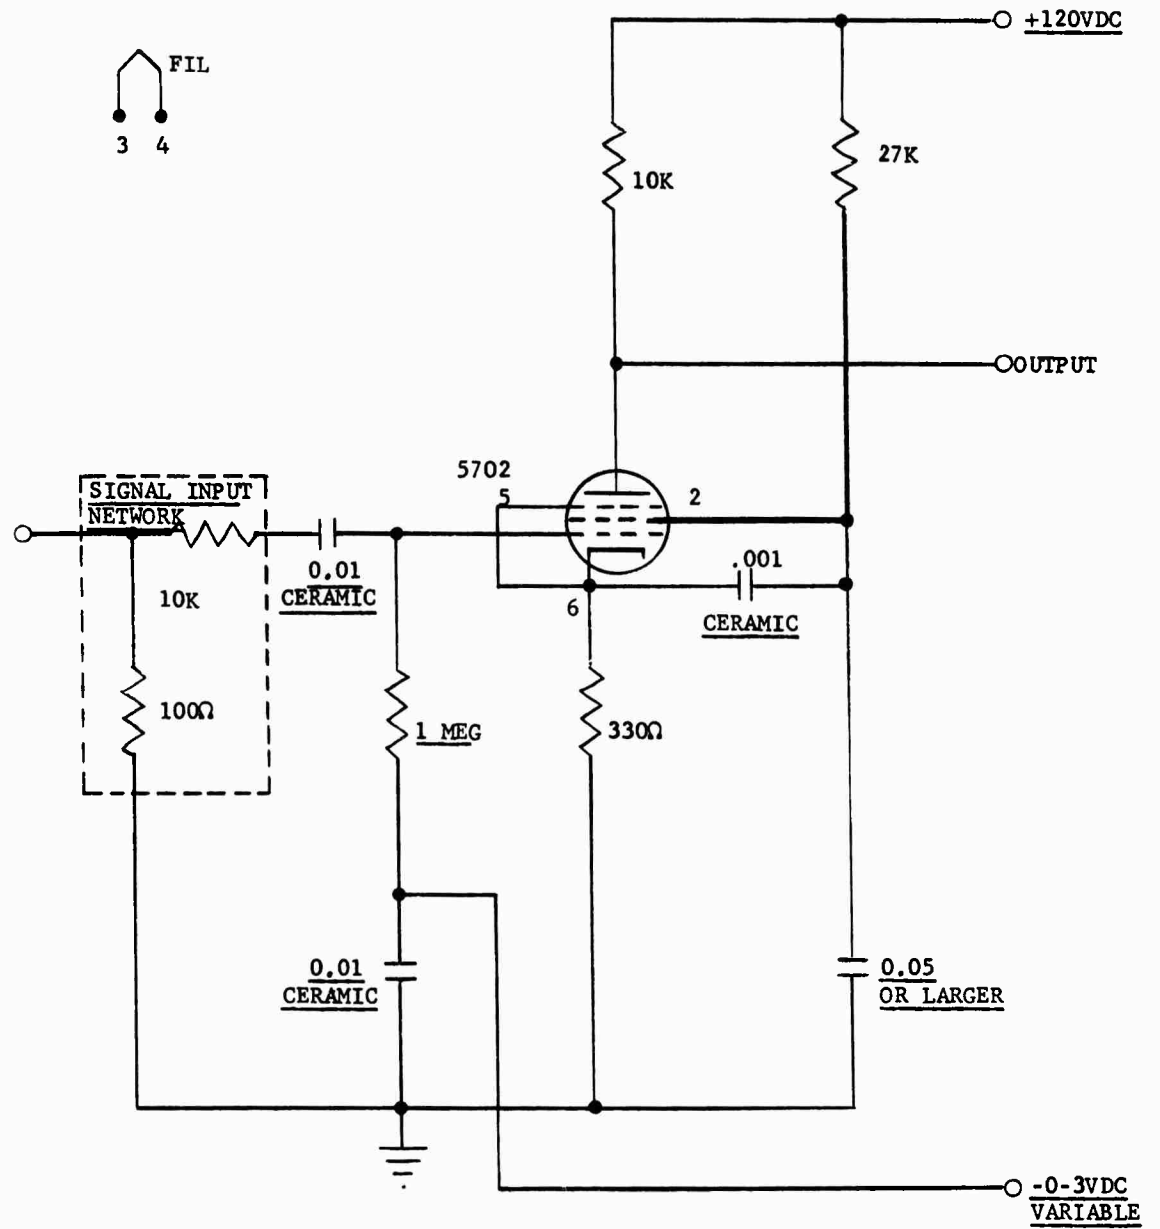 +120VDC
FIL
3 4
27K
10K
OUTPUT
5702
5
2
SIGNAL INPUT
NETWORK
0.01
CERAMIC
.001
CERAMIC
6
10K
100Ω
1 MEG
330Ω
0.01
CERAMIC
0.05
OR LARGER
-0-3VDC
VARIABLE